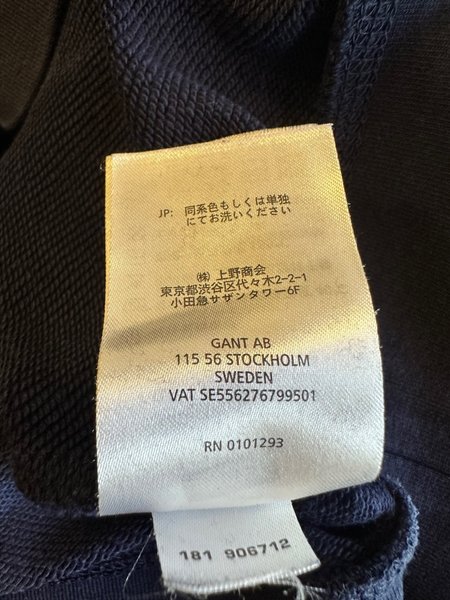 JP: 同系色もしくは単独
にてお洗いください
㈱ 上野商会
東京都渋谷区代々木2-2-1
小田急サザンタワー6F
GANT AB
115 56 STOCKHOLM
SWEDEN
VAT SE556276799501
RN 0101293
181 906712